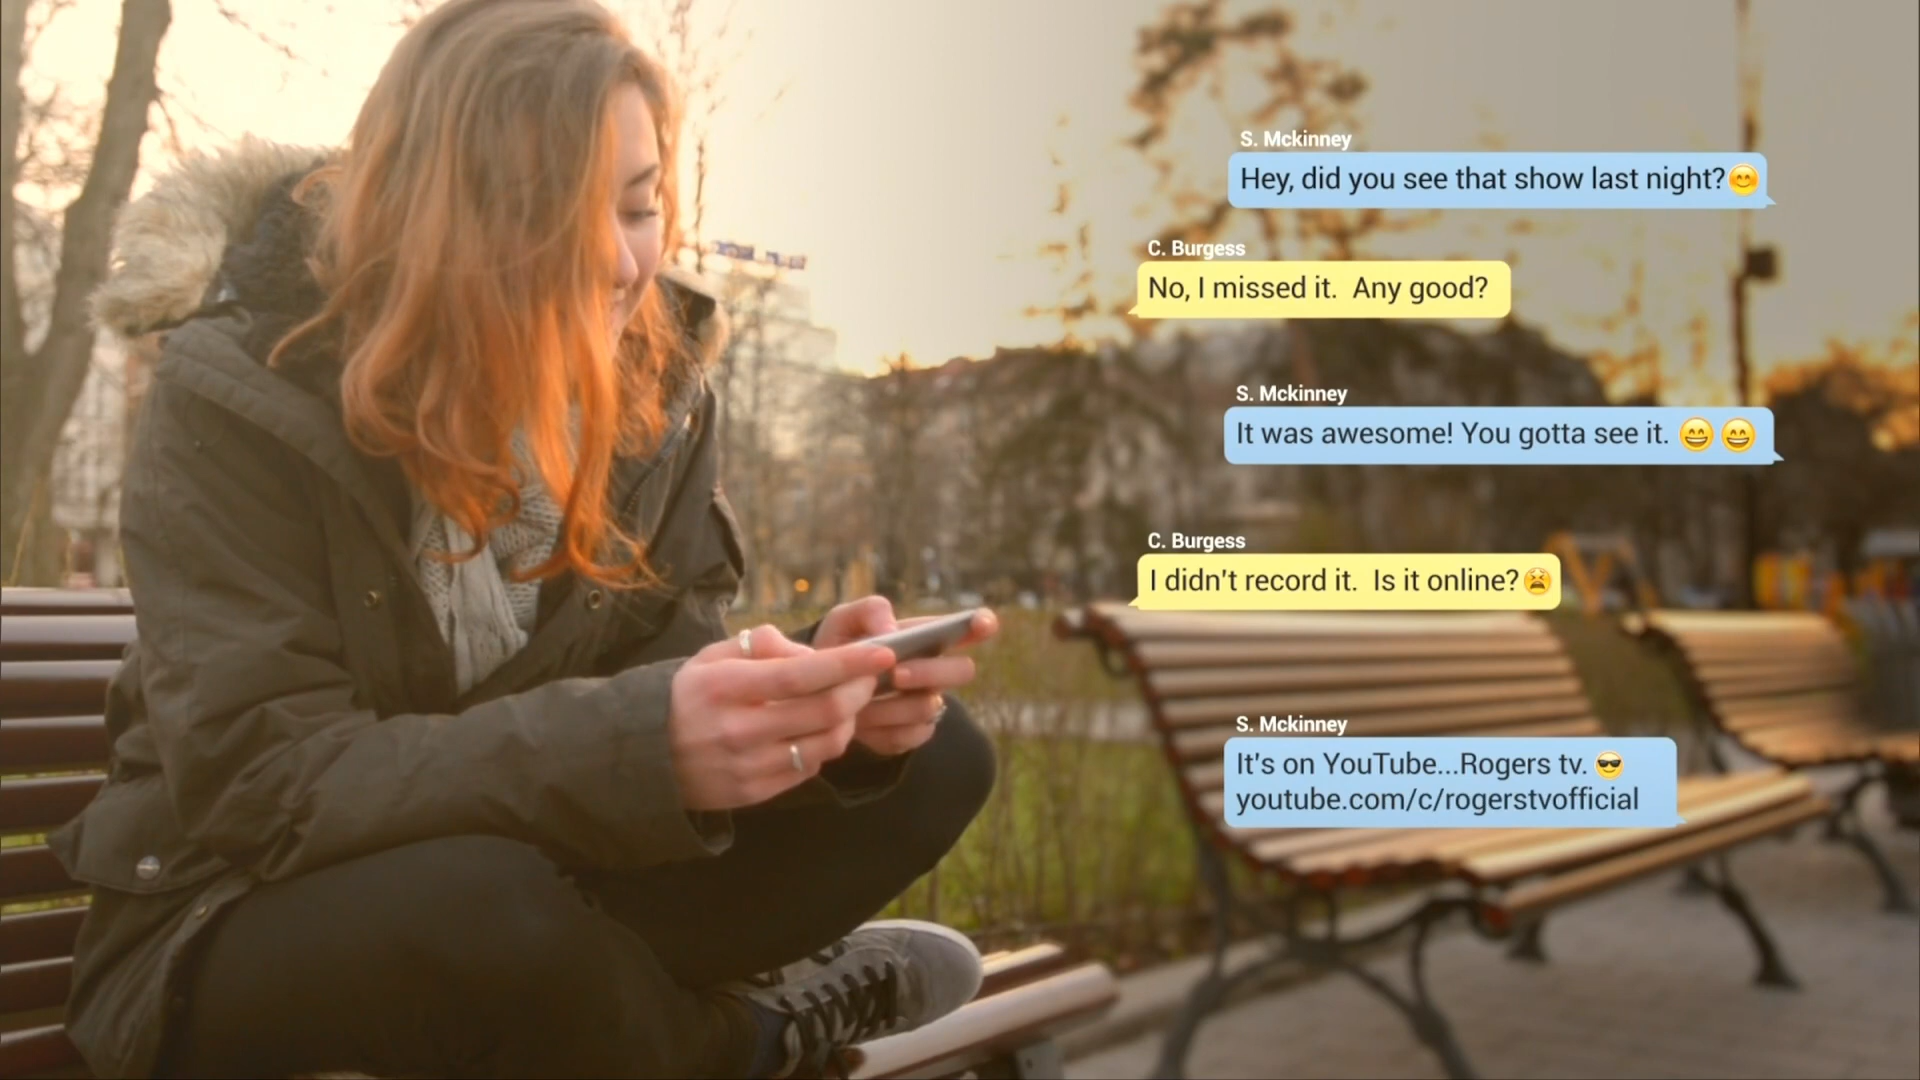 S. Mckinney
Hey, did you see that show last night?😊
C. Burgess
No, I missed it.  Any good?
S. Mckinney
It was awesome! You gotta see it. 😄😄
C. Burgess
I didn't record it.  Is it online?😫
S. Mckinney
It's on YouTube...Rogers tv. 😎
youtube.com/c/rogerstvofficial